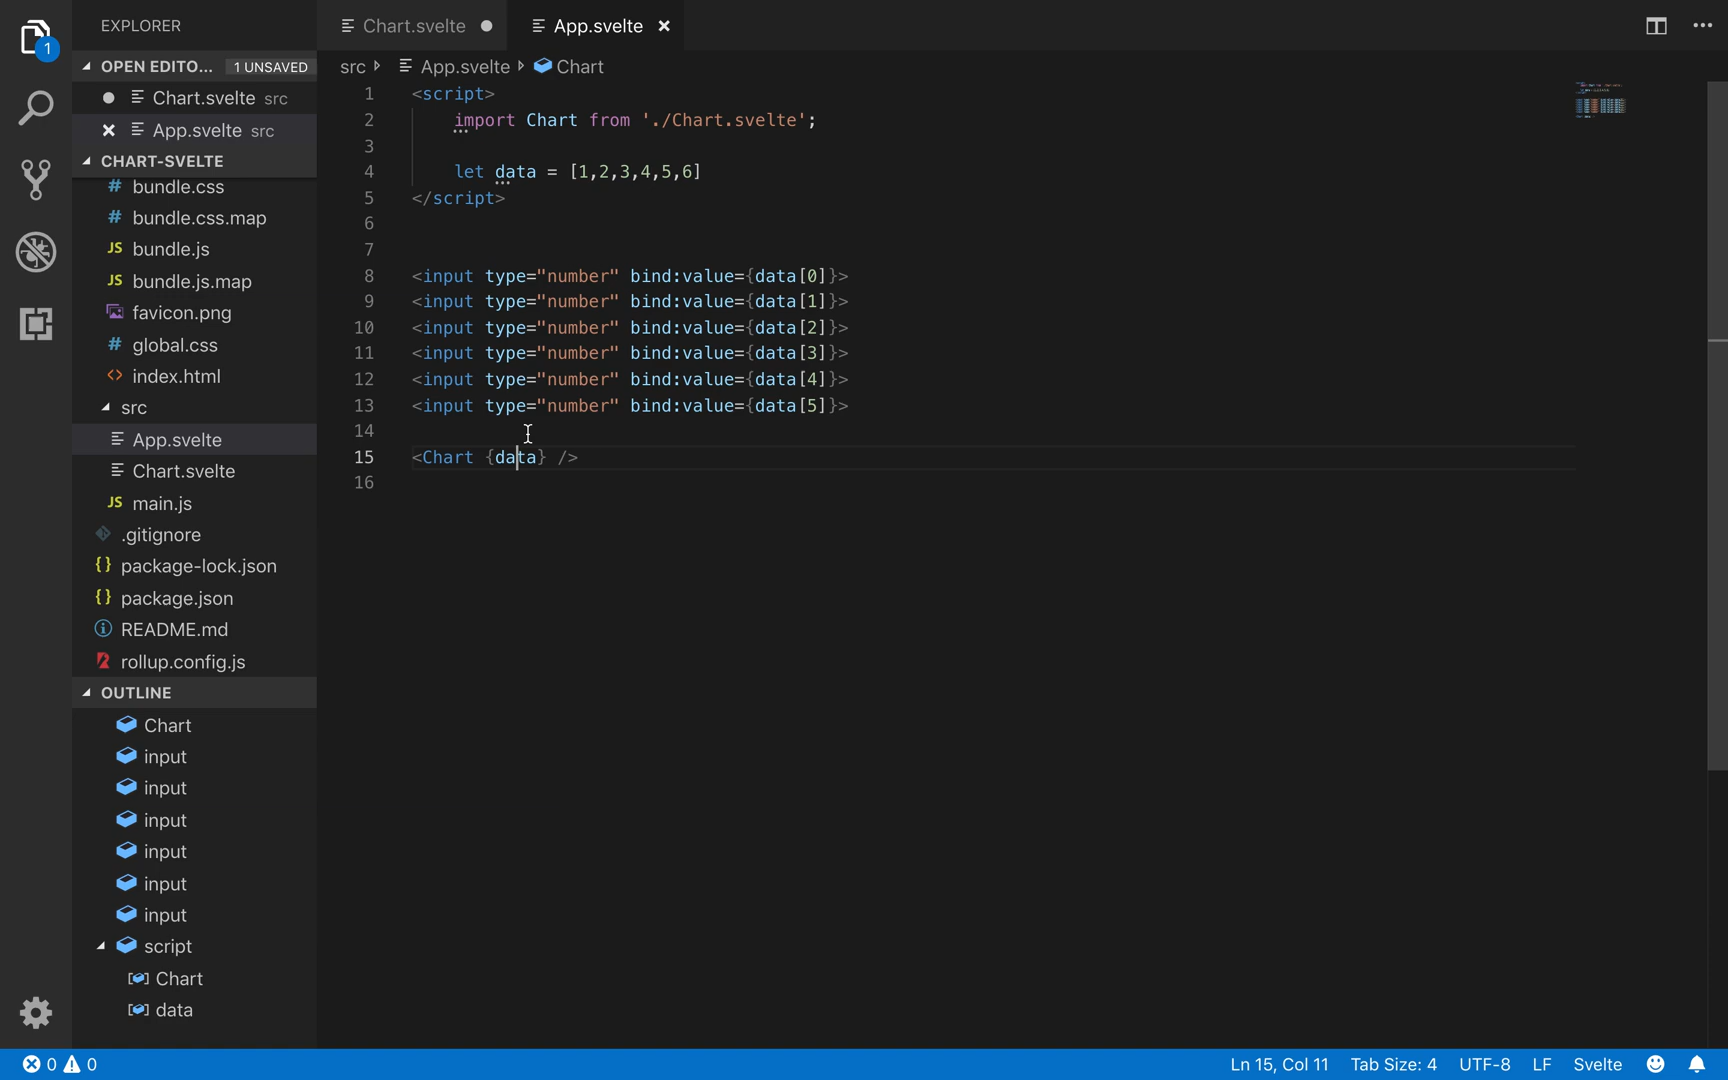 EXPLORER
Chart.svelte
App.svelte
1
OPEN EDITO... 1 UNSAVED
Chart.svelte src
App.svelte src
CHART-SVELTE
# bundle.css
# bundle.css.map
JS bundle.js
JS bundle.js.map
favicon.png
# global.css
<> index.html
src
App.svelte
Chart.svelte
JS main.js
.gitignore
{} package-lock.json
{} package.json
README.md
rollup.config.js
OUTLINE
Chart
input
input
input
input
input
input
script
Chart
data
src App.svelte Chart
1 <script>
2 import Chart from './Chart.svelte';
3
4 let data = [1,2,3,4,5,6]
5 </script>
6
7
8 <input type="number" bind:value={data[0]}>
9 <input type="number" bind:value={data[1]}>
10 <input type="number" bind:value={data[2]}>
11 <input type="number" bind:value={data[3]}>
12 <input type="number" bind:value={data[4]}>
13 <input type="number" bind:value={data[5]}>
14
15 <Chart {data} />
16
0 0 Ln 15, Col 11 Tab Size: 4 UTF-8 LF Svelte